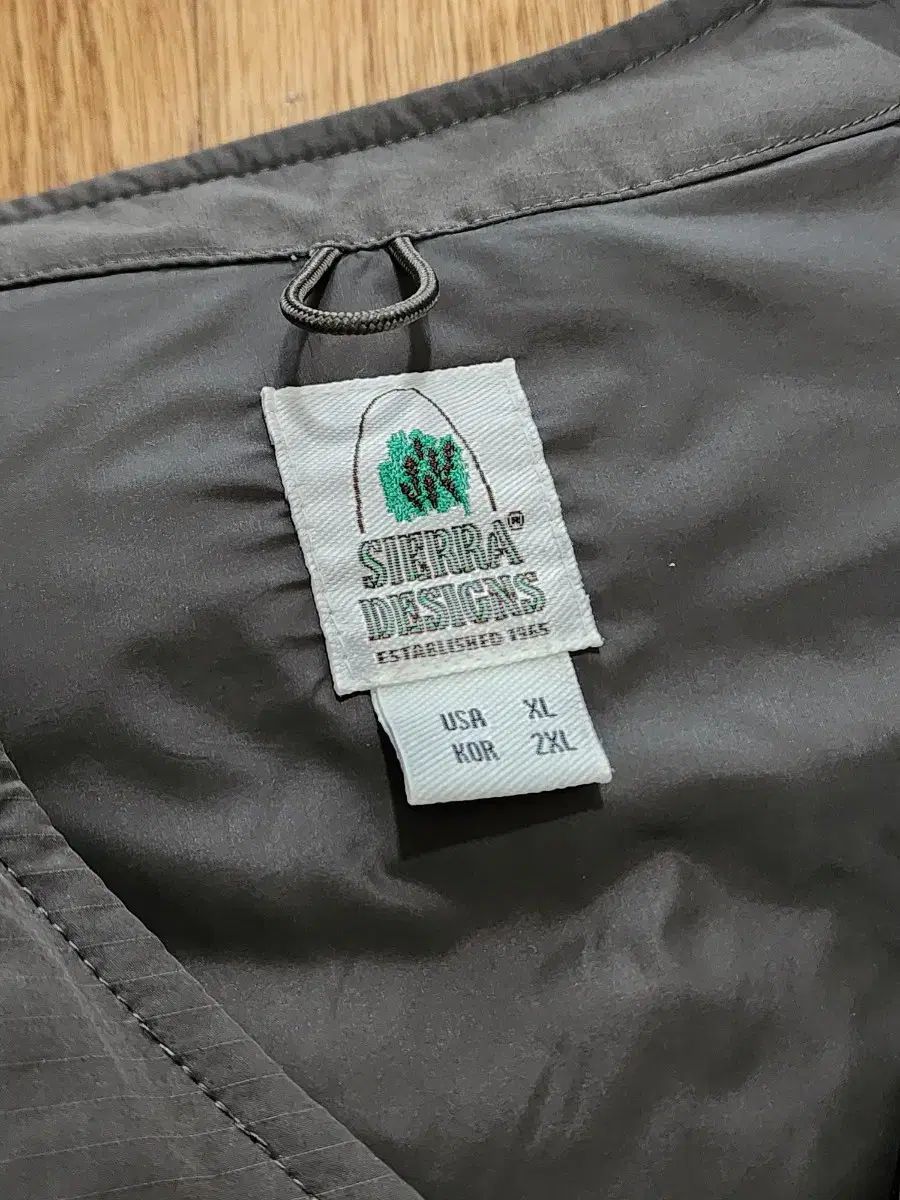 SIERRA®
DESIGNS
ESTABLISHED 1965
USA XL
KOR 2XL